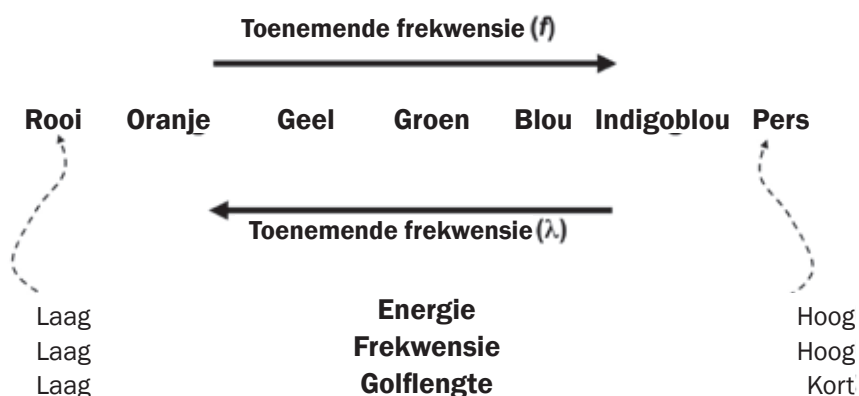 Toenemende frekwensie (f)
Rooi Oranje Geel Groen Blou Indigoblou Pers
Toenemende frekwensie (λ)
Laag Energie Hoog
Laag Frekwensie Hoog
Laag Golflengte Kort